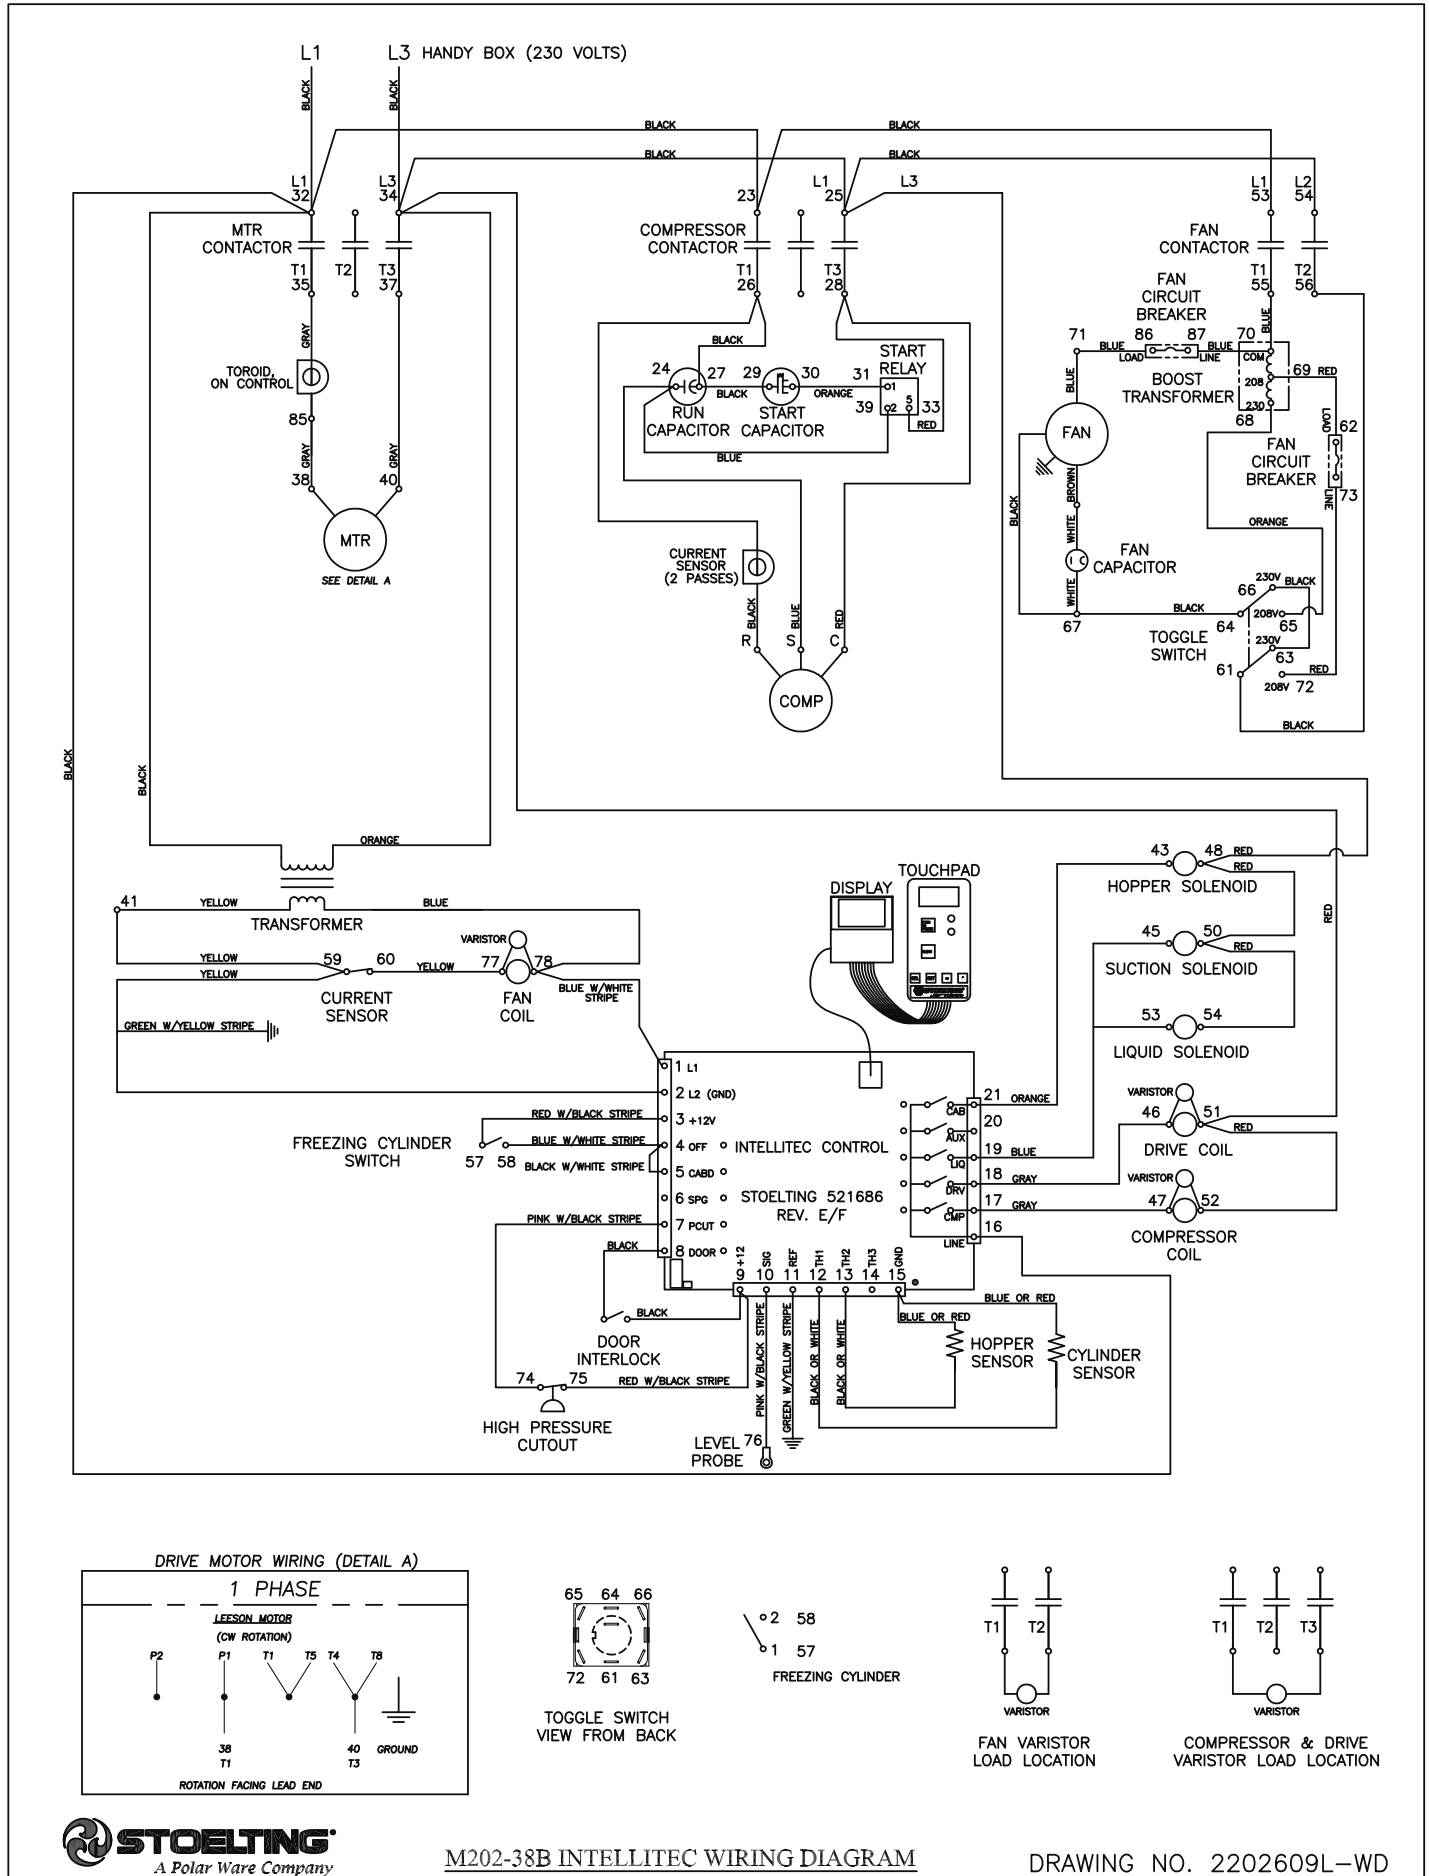 L1 L3 HANDY BOX (230 VOLTS)
BLACK BLACK
BLACK BLACK
BLACK BLACK
L1 L3 23 L1 25 L3 L1 L2
32 34 53 54
MTR CONTACTOR
COMPRESSOR CONTACTOR
FAN CONTACTOR
T1 T2 T3 T1 T3 T1 T2
35 37 26 28 55 56
GRAY
TOROID,
ON CONTROL
85
GRAY GRAY
38 40
MTR
SEE DETAIL A
BLACK
24 27 29 30 31
BLACK ORANGE
START
RELAY
1
39 2 5 33
RED
RUN
CAPACITOR
START
CAPACITOR
BLUE
CURRENT
SENSOR
(2 PASSES)
BLACK BLUE RED
R S C
COMP
FAN
CIRCUIT
BREAKER
BLUE
71 86 87 70
BLUE BLUE
LOAD LINE
COM
208
230
69 RED
68
BOOST
TRANSFORMER
BLUE
FAN
LOAD
62
FAN
CIRCUIT
BREAKER
73
LINE
BROWN
WHITE
BLACK
ORANGE
FAN
CAPACITOR
WHITE
67
BLACK
230V
66 BLACK
64 208V 65
TOGGLE
SWITCH
230V
63
61 RED
208V 72
BLACK
BLACK BLACK
ORANGE
41 YELLOW BLUE
TRANSFORMER
VARISTOR
YELLOW 59 60 YELLOW 77 78
YELLOW
CURRENT
SENSOR
FAN
COIL
BLUE W/WHITE
STRIPE
GREEN W/YELLOW STRIPE
DISPLAY
TOUCHPAD
43 48 RED
RED
HOPPER SOLENOID
RED
45 50
RED
SUCTION SOLENOID
53 54
LIQUID SOLENOID
VARISTOR
46 51
RED
DRIVE COIL
VARISTOR
47 52
COMPRESSOR
COIL
1 L1
2 L2 (GND)
RED W/BLACK STRIPE 3 +12V
BLUE W/WHITE STRIPE 4 OFF
BLACK W/WHITE STRIPE 5 CABD
6 SPG
PINK W/BLACK STRIPE 7 PCUT
BLACK 8 DOOR
FREEZING CYLINDER
SWITCH
57 58
INTELLITEC CONTROL
STOELTING 521686
REV. E/F
CAB 21 ORANGE
AUX 20
LIQ 19 BLUE
DRV 18 GRAY
CMP 17 GRAY
LINE 16
+12 SIG REF TH1 TH2 TH3 GND
9 10 11 12 13 14 15
BLACK
DOOR
INTERLOCK
74 75
RED W/BLACK STRIPE
HIGH PRESSURE
CUTOUT
PINK W/BLACK STRIPE
GREEN W/YELLOW STRIPE
BLACK OR WHITE
BLACK OR WHITE
BLUE OR RED
BLUE OR RED
HOPPER
SENSOR
CYLINDER
SENSOR
LEVEL
PROBE
76
DRIVE MOTOR WIRING (DETAIL A)
1 PHASE
LEESON MOTOR
(CW ROTATION)
P2 P1 T1 T5 T4 T8
38 40 GROUND
T1 T3
ROTATION FACING LEAD END
65 64 66
72 61 63
TOGGLE SWITCH
VIEW FROM BACK
2 58
1 57
FREEZING CYLINDER
T1 T2
VARISTOR
FAN VARISTOR
LOAD LOCATION
T1 T2 T3
VARISTOR
COMPRESSOR & DRIVE
VARISTOR LOAD LOCATION
STOELTING
A Polar Ware Company
M202-38B INTELLITEC WIRING DIAGRAM
DRAWING NO. 2202609L-WD